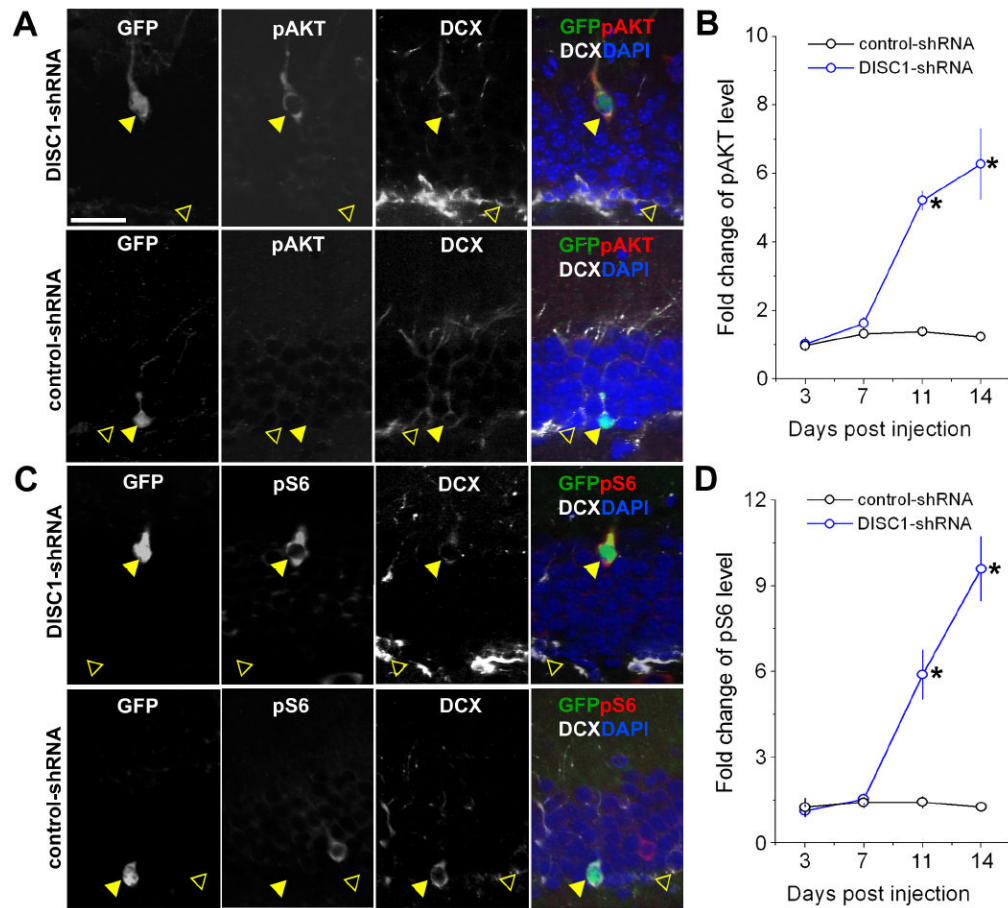 A
GFP
pAKT
DCX
GFPpAKT
DCXDAPI
DISC1-shRNA
control-shRNA
B
control-shRNA
DISC1-shRNA
Fold change of pAKT level
10
8
6
4
2
0
*
*
3 7 11 14
Days post injection
GFP
pAKT
DCX
GFPpAKT
DCXDAPI
C
GFP
pS6
DCX
GFPpS6
DCXDAPI
DISC1-shRNA
control-shRNA
GFP
pS6
DCX
GFPpS6
DCXDAPI
D
control-shRNA
DISC1-shRNA
Fold change of pS6 level
12
9
6
3
0
*
*
3 7 11 14
Days post injection